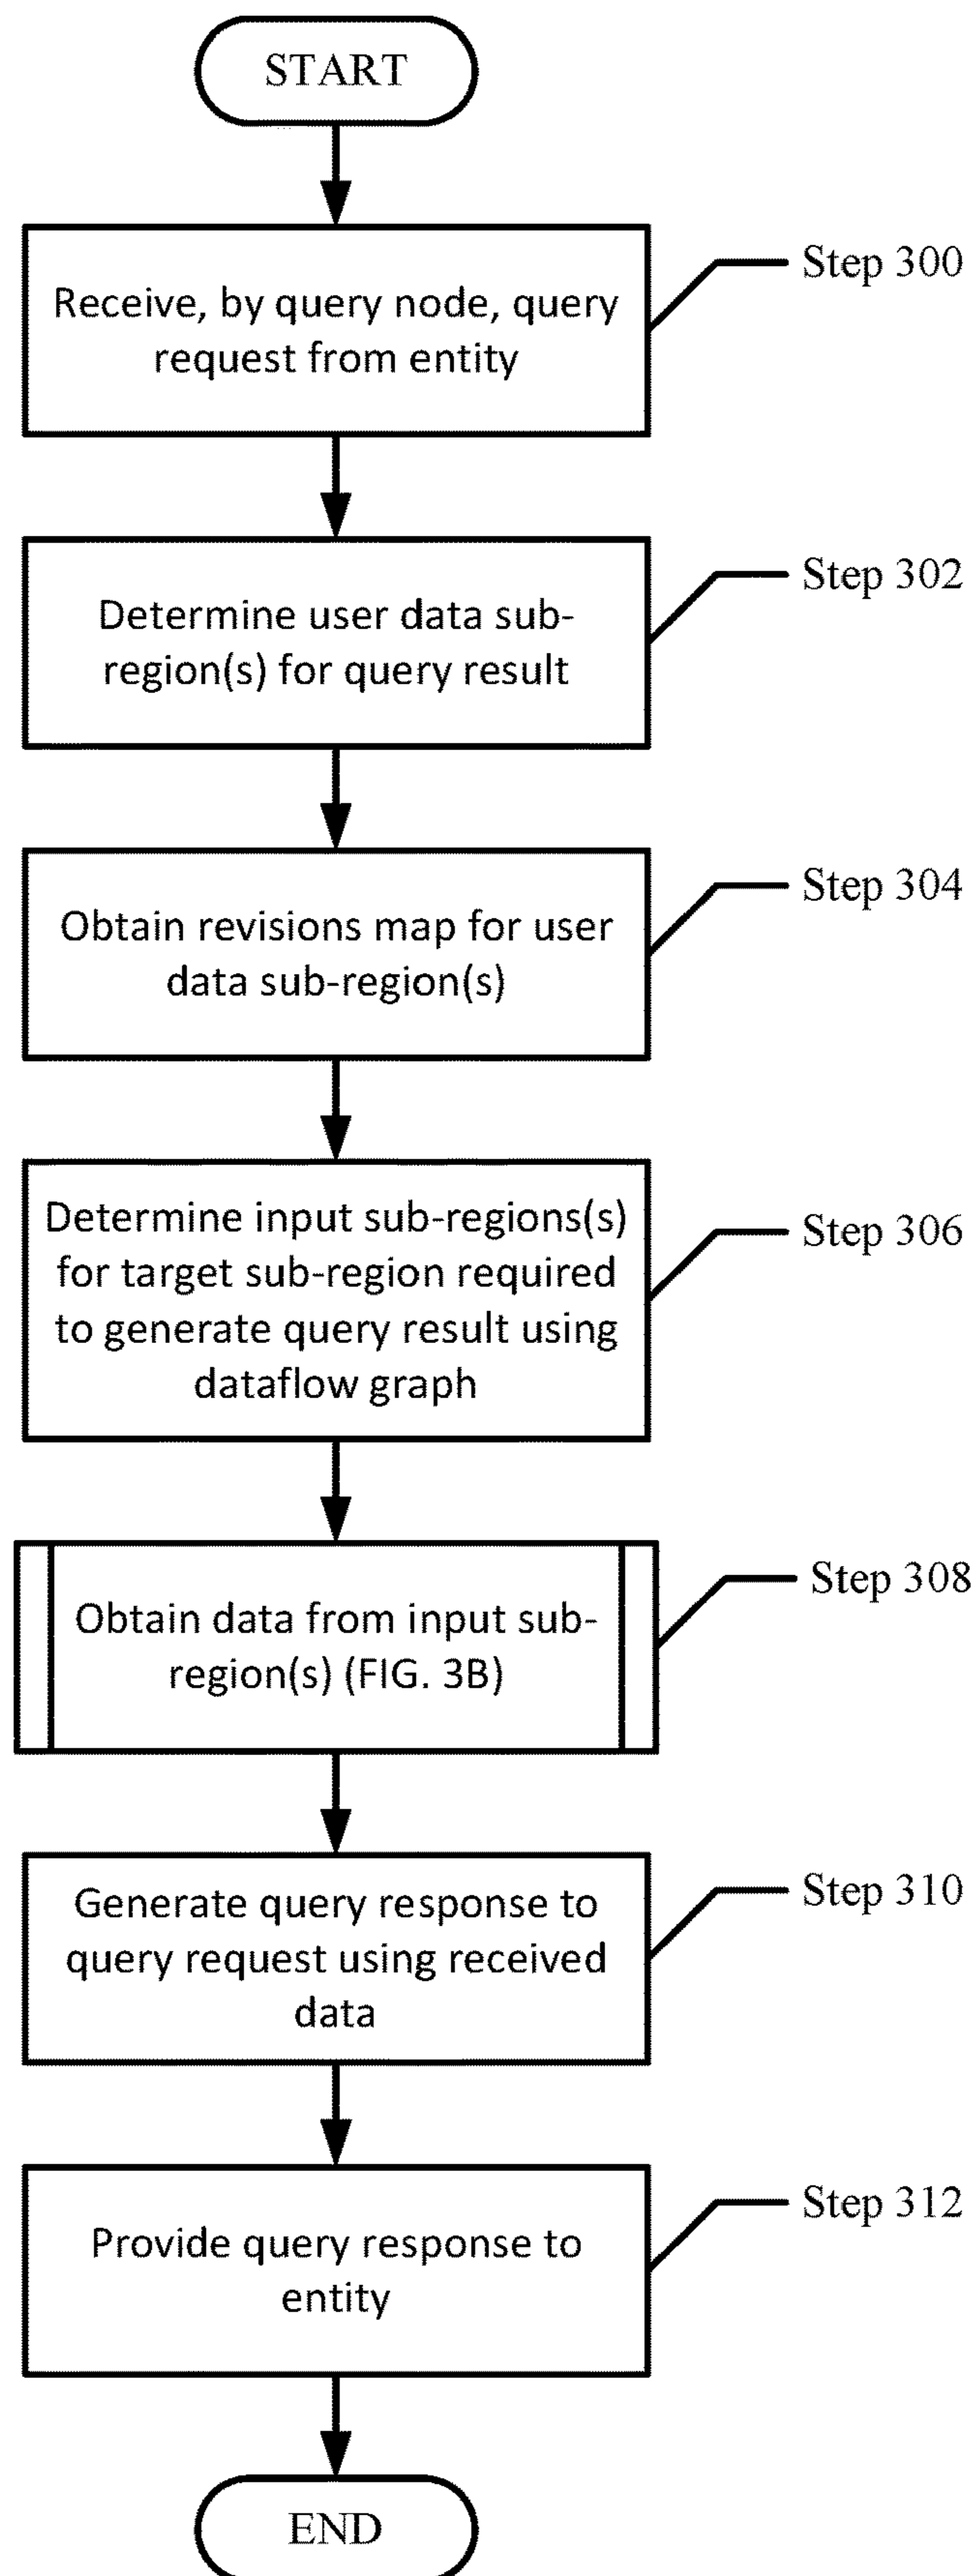 START
Receive, by query node, query
request from entity
Step 300
Determine user data sub-
region(s) for query result
Step 302
Obtain revisions map for user
data sub-region(s)
Step 304
Determine input sub-regions(s)
for target sub-region required
to generate query result using
dataflow graph
Step 306
Obtain data from input sub-
region(s) (FIG. 3B)
Step 308
Generate query response to
query request using received
data
Step 310
Provide query response to
entity
Step 312
END